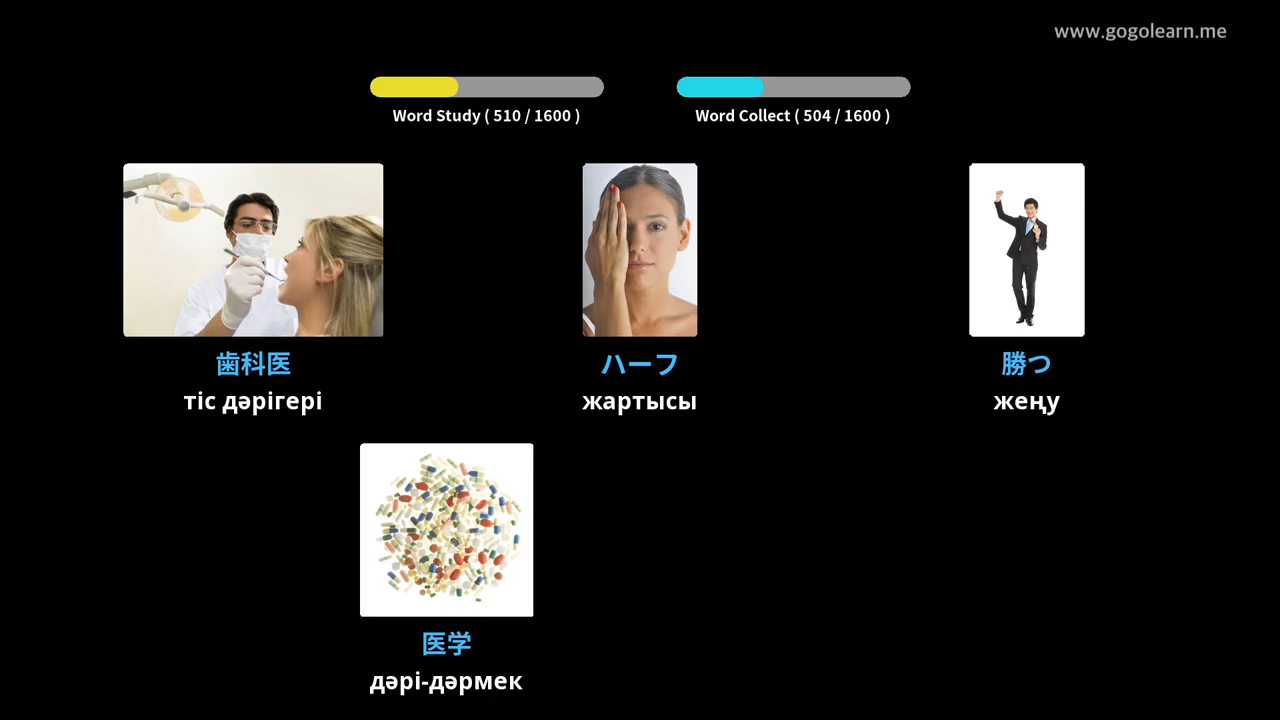 www.gogolearn.me
Word Study ( 510 / 1600 )
Word Collect ( 504 / 1600 )
歯科医
тіс дәрігері
ハーフ
жартысы
勝つ
жеңу
医学
дәрі-дәрмек